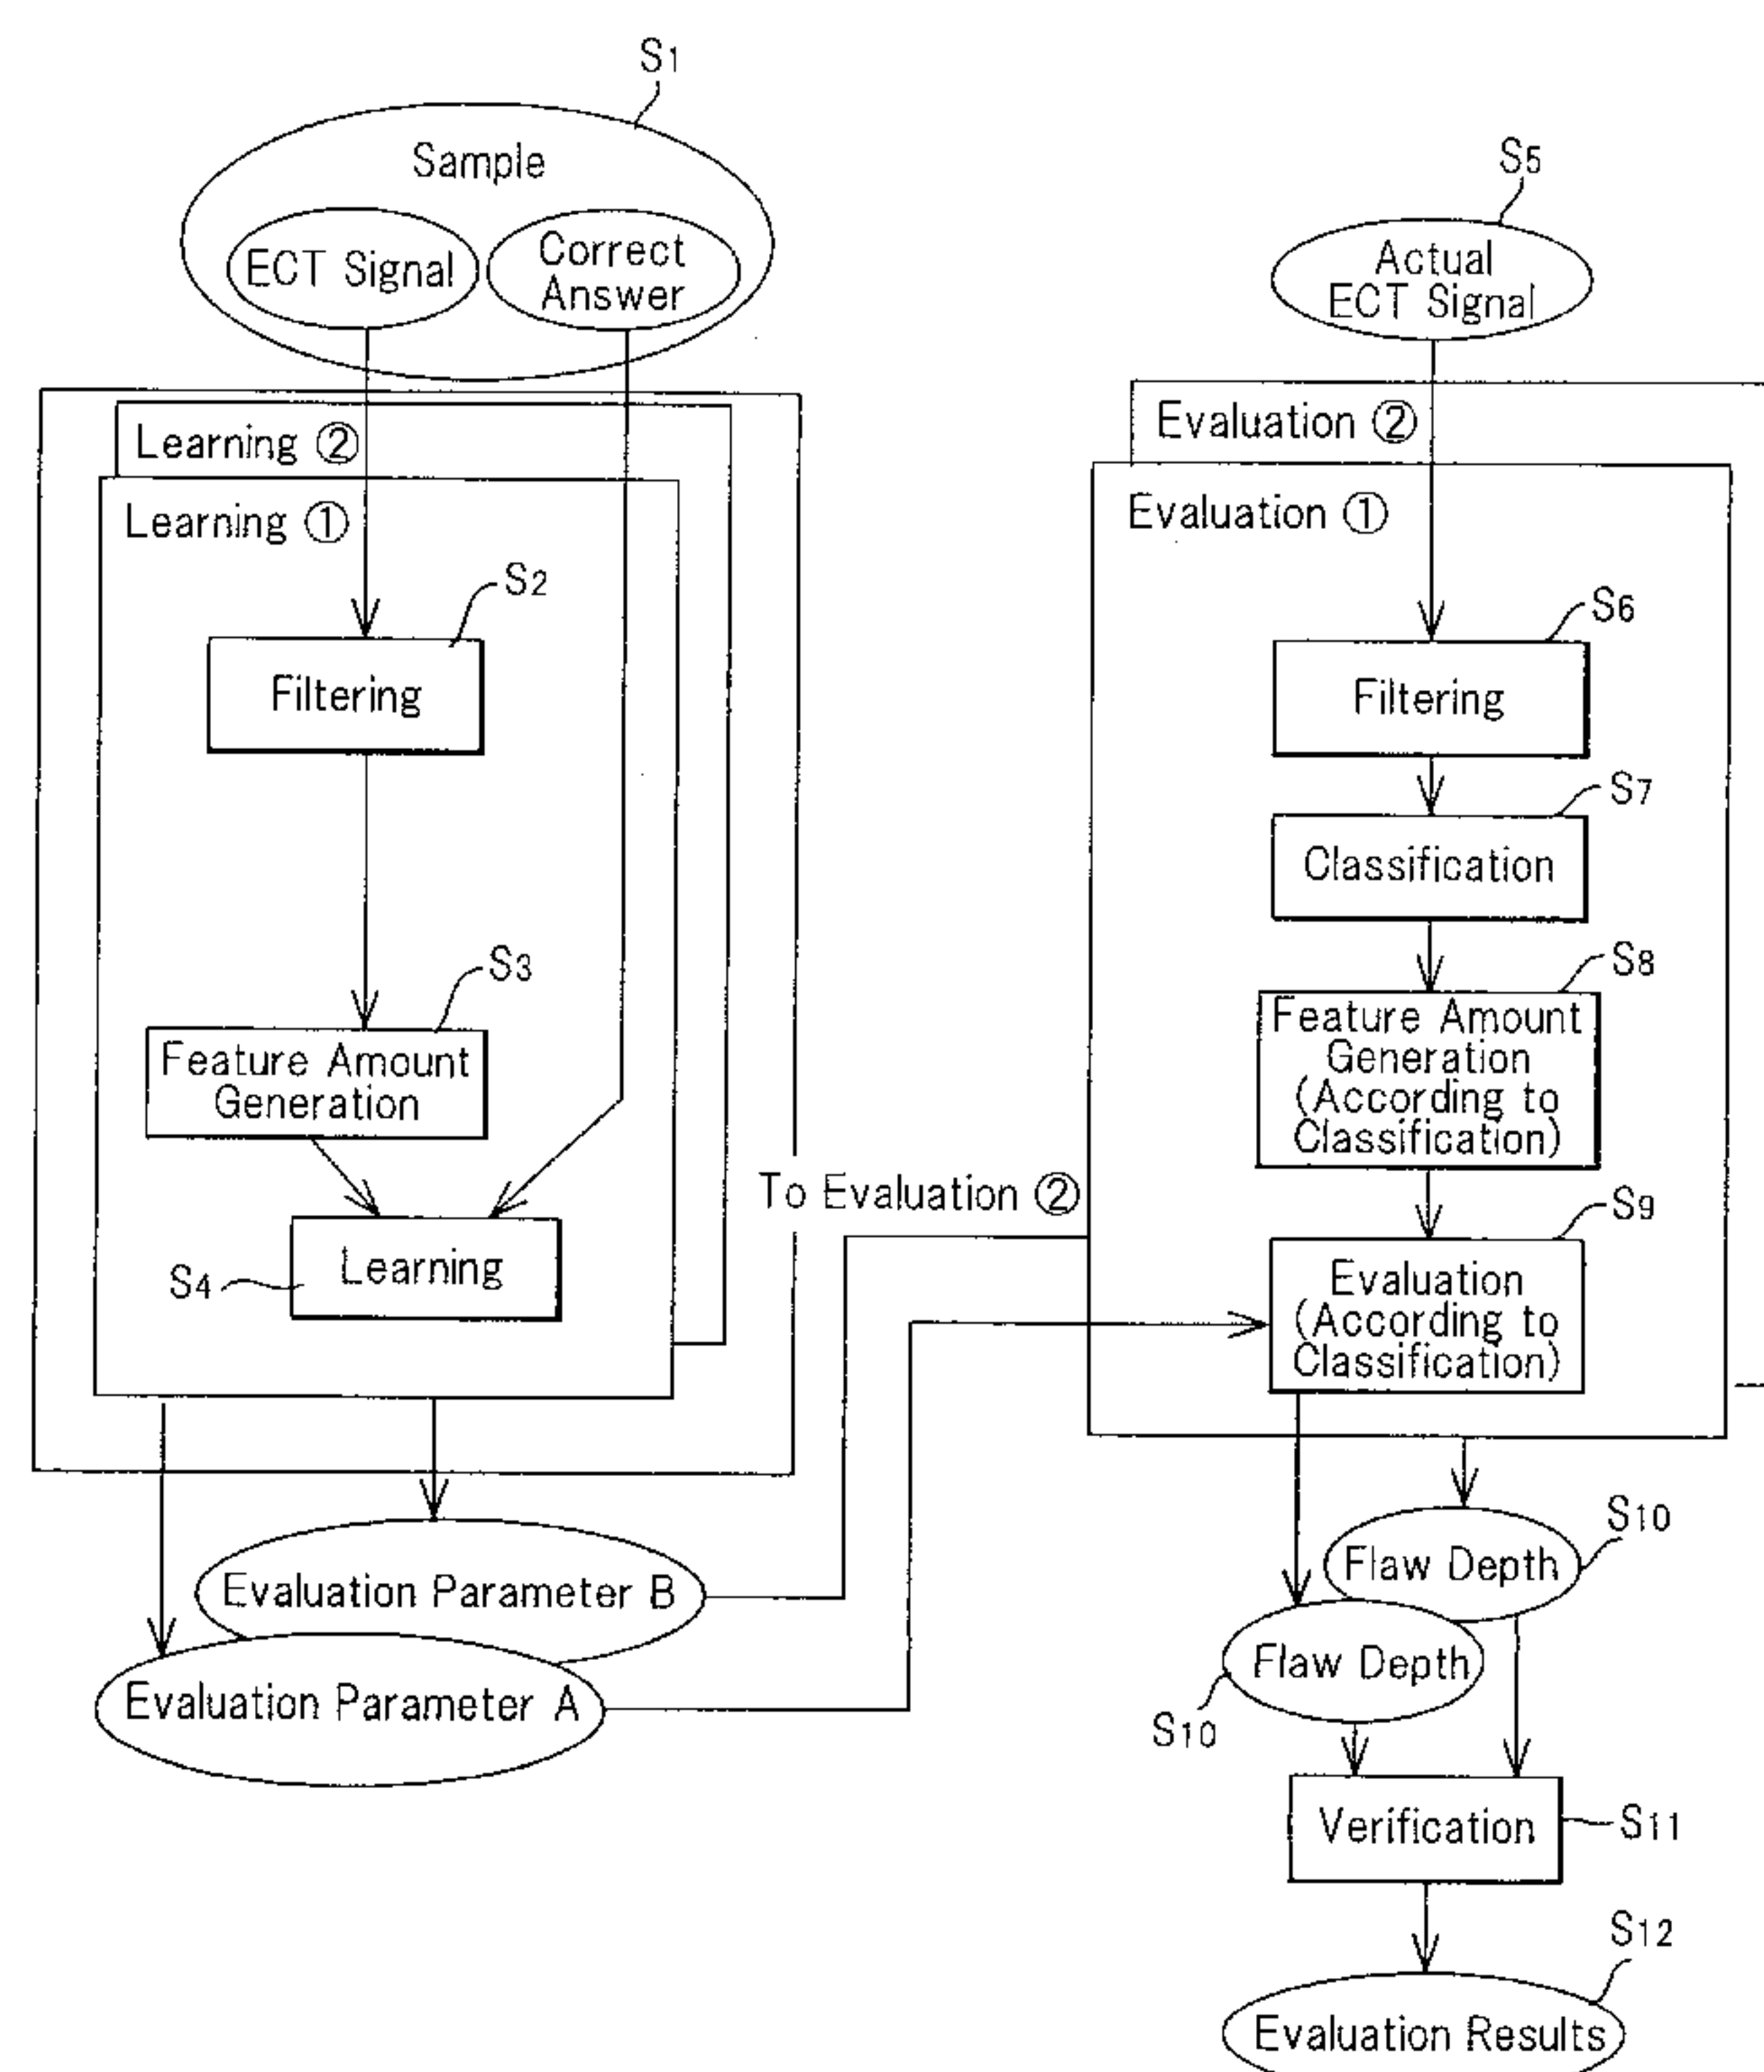 S1
Sample
ECT Signal
Correct
Answer
Learning ②
Learning ①
S2
Filtering
S3
Feature Amount
Generation
S4
Learning
Evaluation Parameter B
Evaluation Parameter A
To Evaluation ②
S5
Actual
ECT Signal
Evaluation ②
Evaluation ①
S6
Filtering
S7
Classification
S8
Feature Amount
Generation
(According to
Classification)
S9
Evaluation
(According to
Classification)
S10
Flaw Depth
Flaw Depth
S10
Verification
S11
S12
Evaluation Results